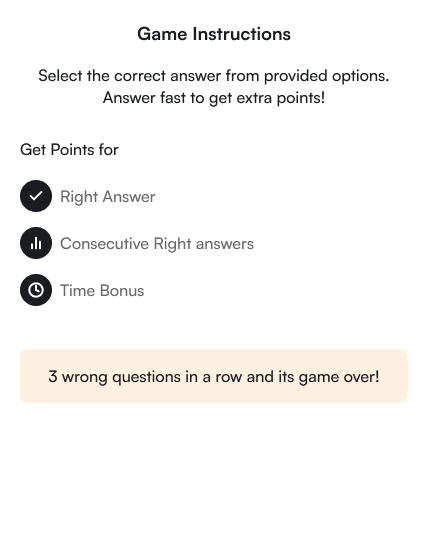 Game Instructions
Select the correct answer from provided options.
Answer fast to get extra points!
Get Points for
Right Answer
Consecutive Right answers
Time Bonus
3 wrong questions in a row and its game over!